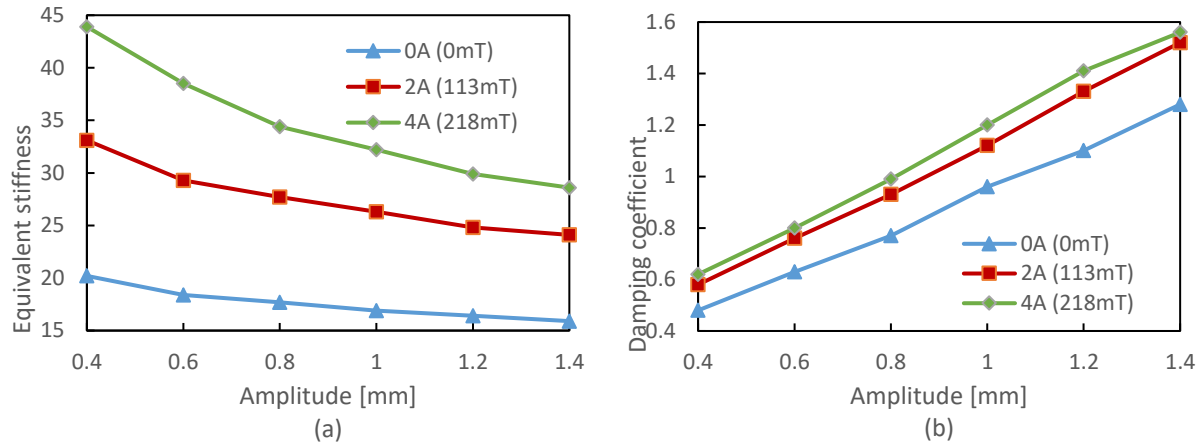 Equivalent stiffness
45
40
35
30
25
20
15
0A (0mT)
2A (113mT)
4A (218mT)
0.4 0.6 0.8 1 1.2 1.4
Amplitude [mm]
(a)
Damping coefficient
1.6
1.4
1.2
1
0.8
0.6
0.4
0A (0mT)
2A (113mT)
4A (218mT)
0.4 0.6 0.8 1 1.2 1.4
Amplitude [mm]
(b)